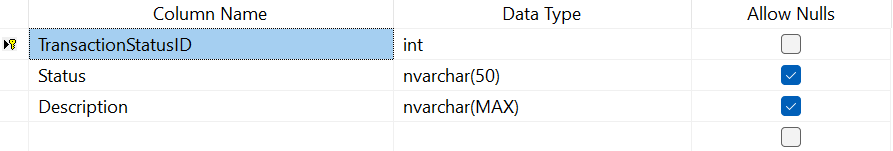 Column Name Data Type Allow Nulls
TransactionStatusID int
Status nvarchar(50)
Description nvarchar(MAX)